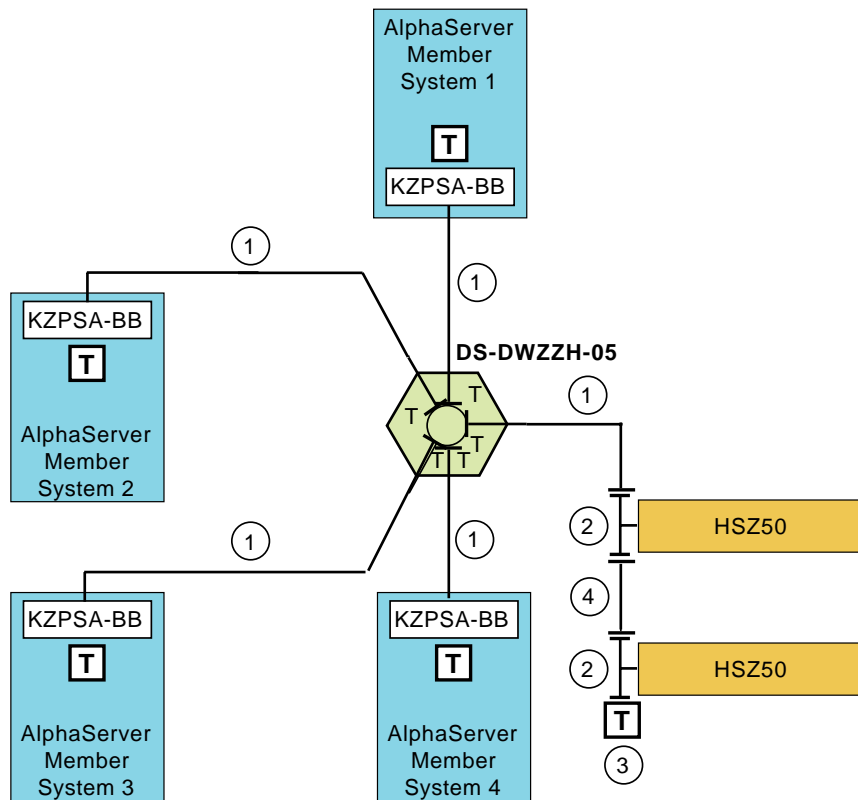 AlphaServer
Member
System 1
T
KZPSA-BB
1
1
KZPSA-BB
T
AlphaServer
Member
System 2
DS-DWZZH-05
T
T
T
T
T
1
2
HSZ50
4
2
HSZ50
T
3
1
KZPSA-BB
T
AlphaServer
Member
System 3
1
KZPSA-BB
T
AlphaServer
Member
System 4